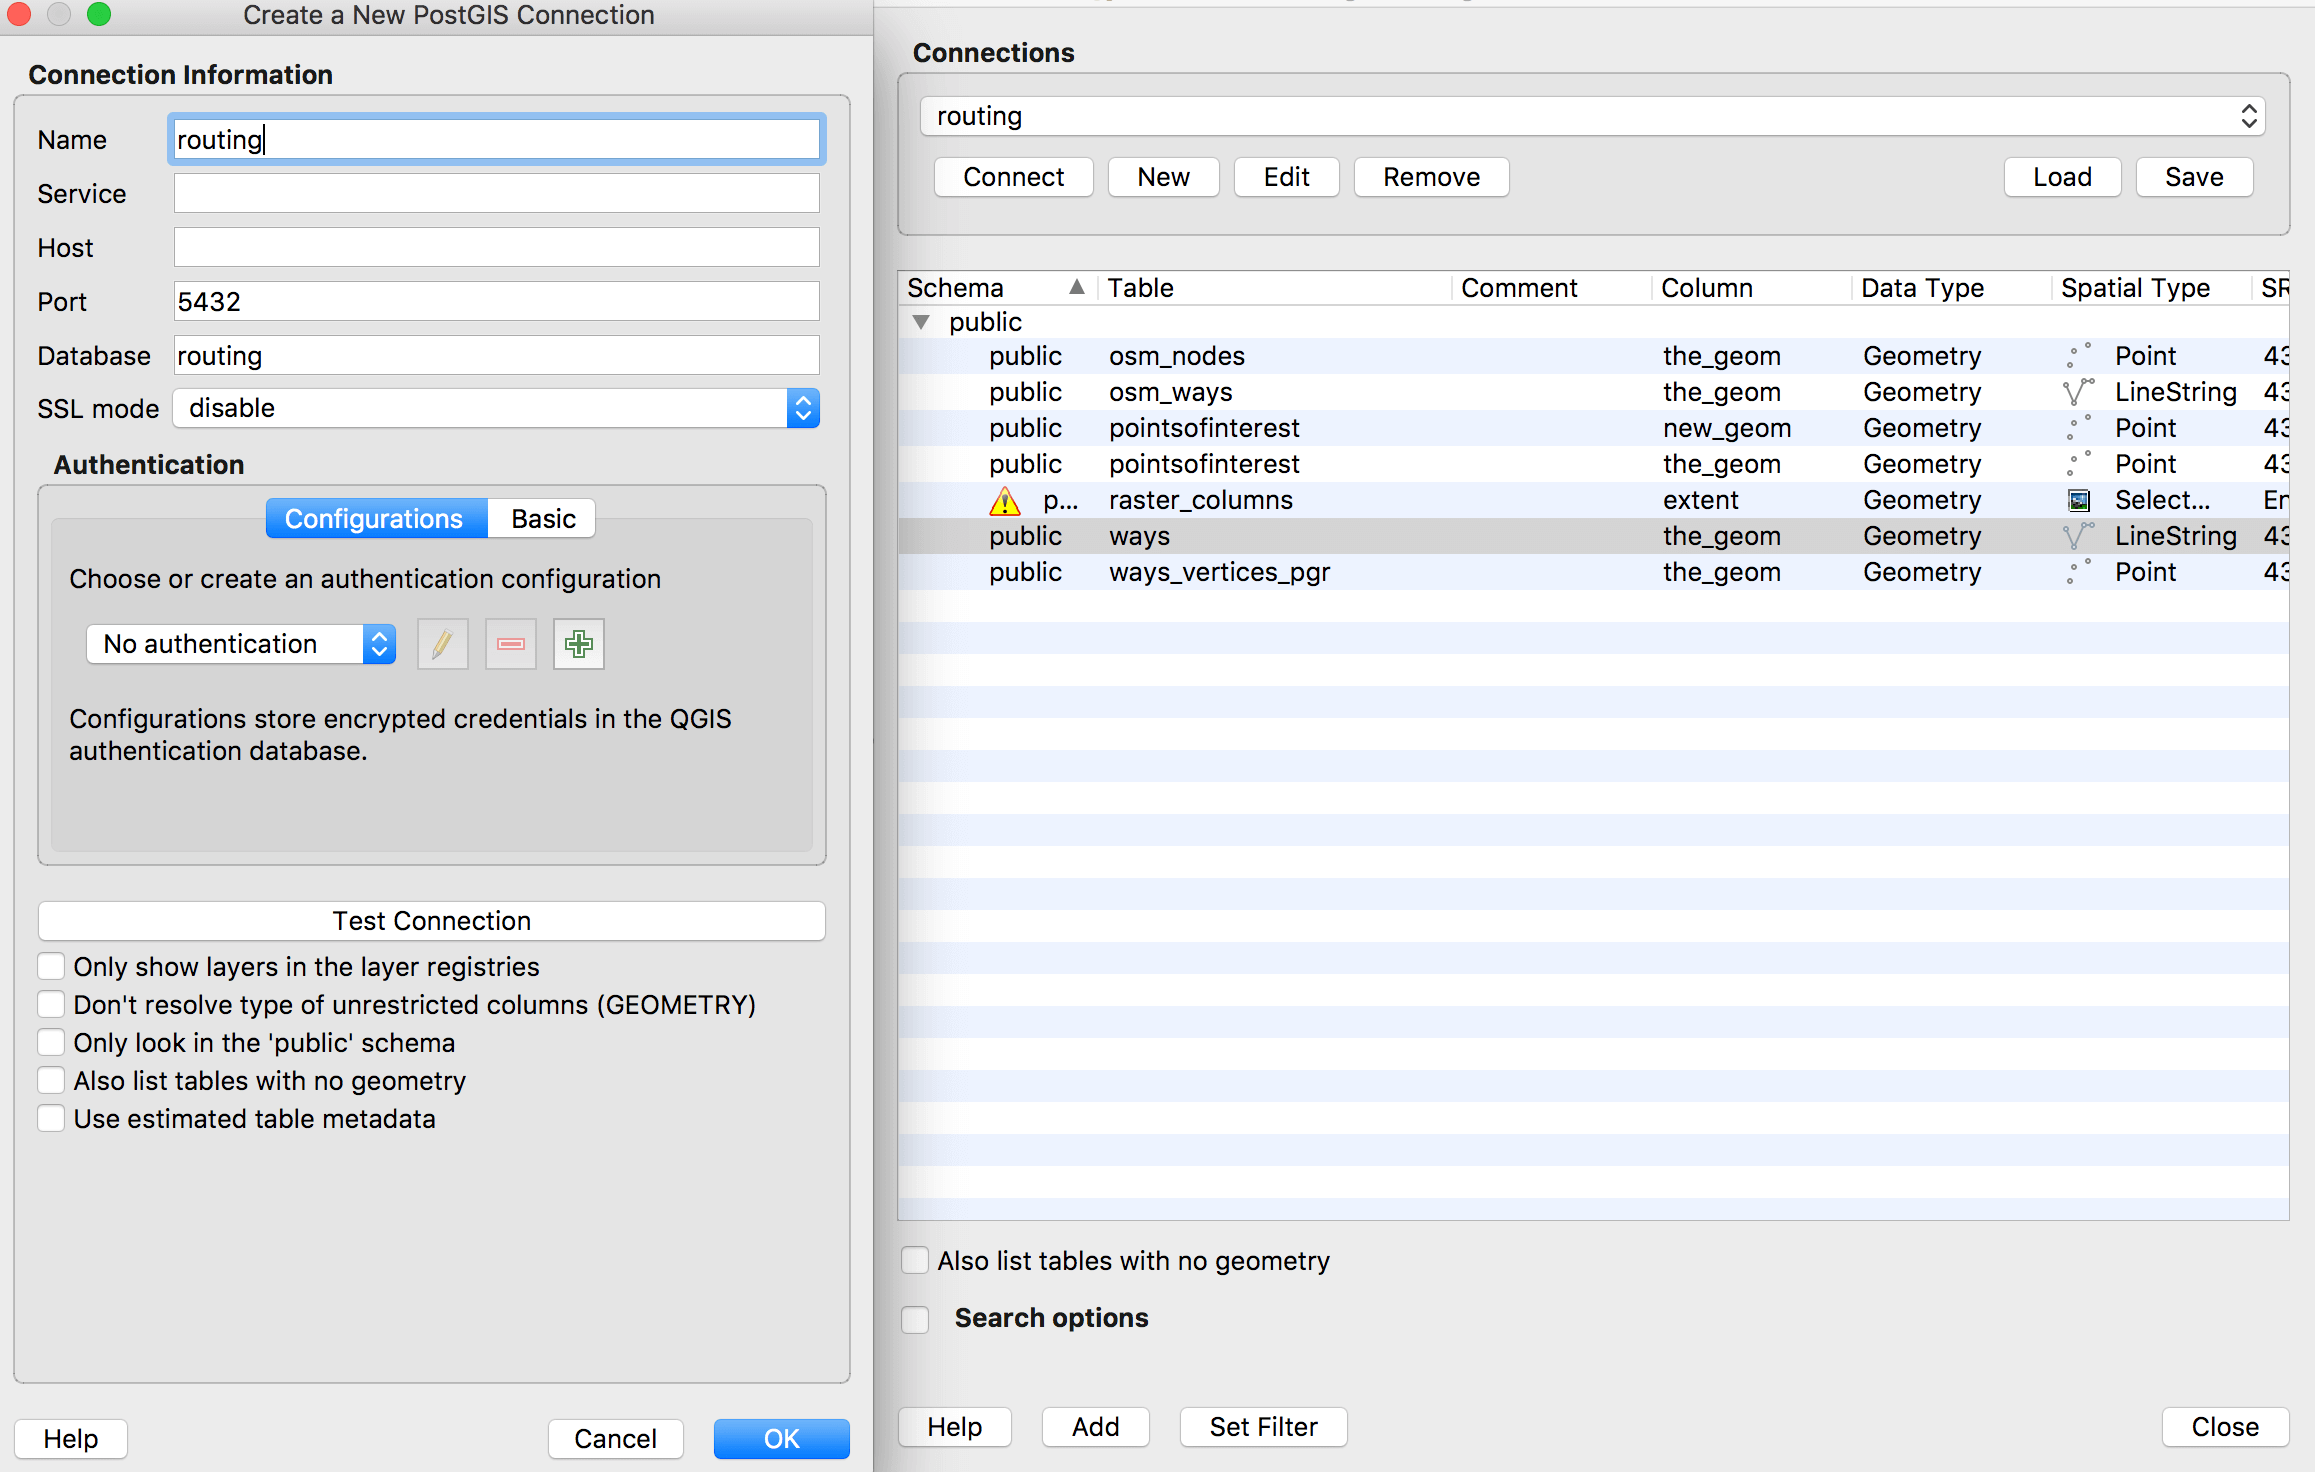 Create a New PostGIS Connection
Connection Information
Name routing
Service
Host
Port 5432
Database routing
SSL mode disable
Authentication
Configurations Basic
Choose or create an authentication configuration
No authentication
Configurations store encrypted credentials in the QGIS
authentication database.
Test Connection
Only show layers in the layer registries
Don't resolve type of unrestricted columns (GEOMETRY)
Only look in the 'public' schema
Also list tables with no geometry
Use estimated table metadata
Help Cancel OK
Connections
routing
Connect New Edit Remove Load Save
Schema Table Comment Column Data Type Spatial Type SR
public
public osm_nodes the_geom Geometry Point 43
public osm_ways the_geom Geometry LineString 43
public pointsofinterest new_geom Geometry Point 43
public pointsofinterest the_geom Geometry Point 43
p... raster_columns extent Geometry Select... En
public ways the_geom Geometry LineString 43
public ways_vertices_pgr the_geom Geometry Point 43
Also list tables with no geometry
Search options
Help Add Set Filter Close